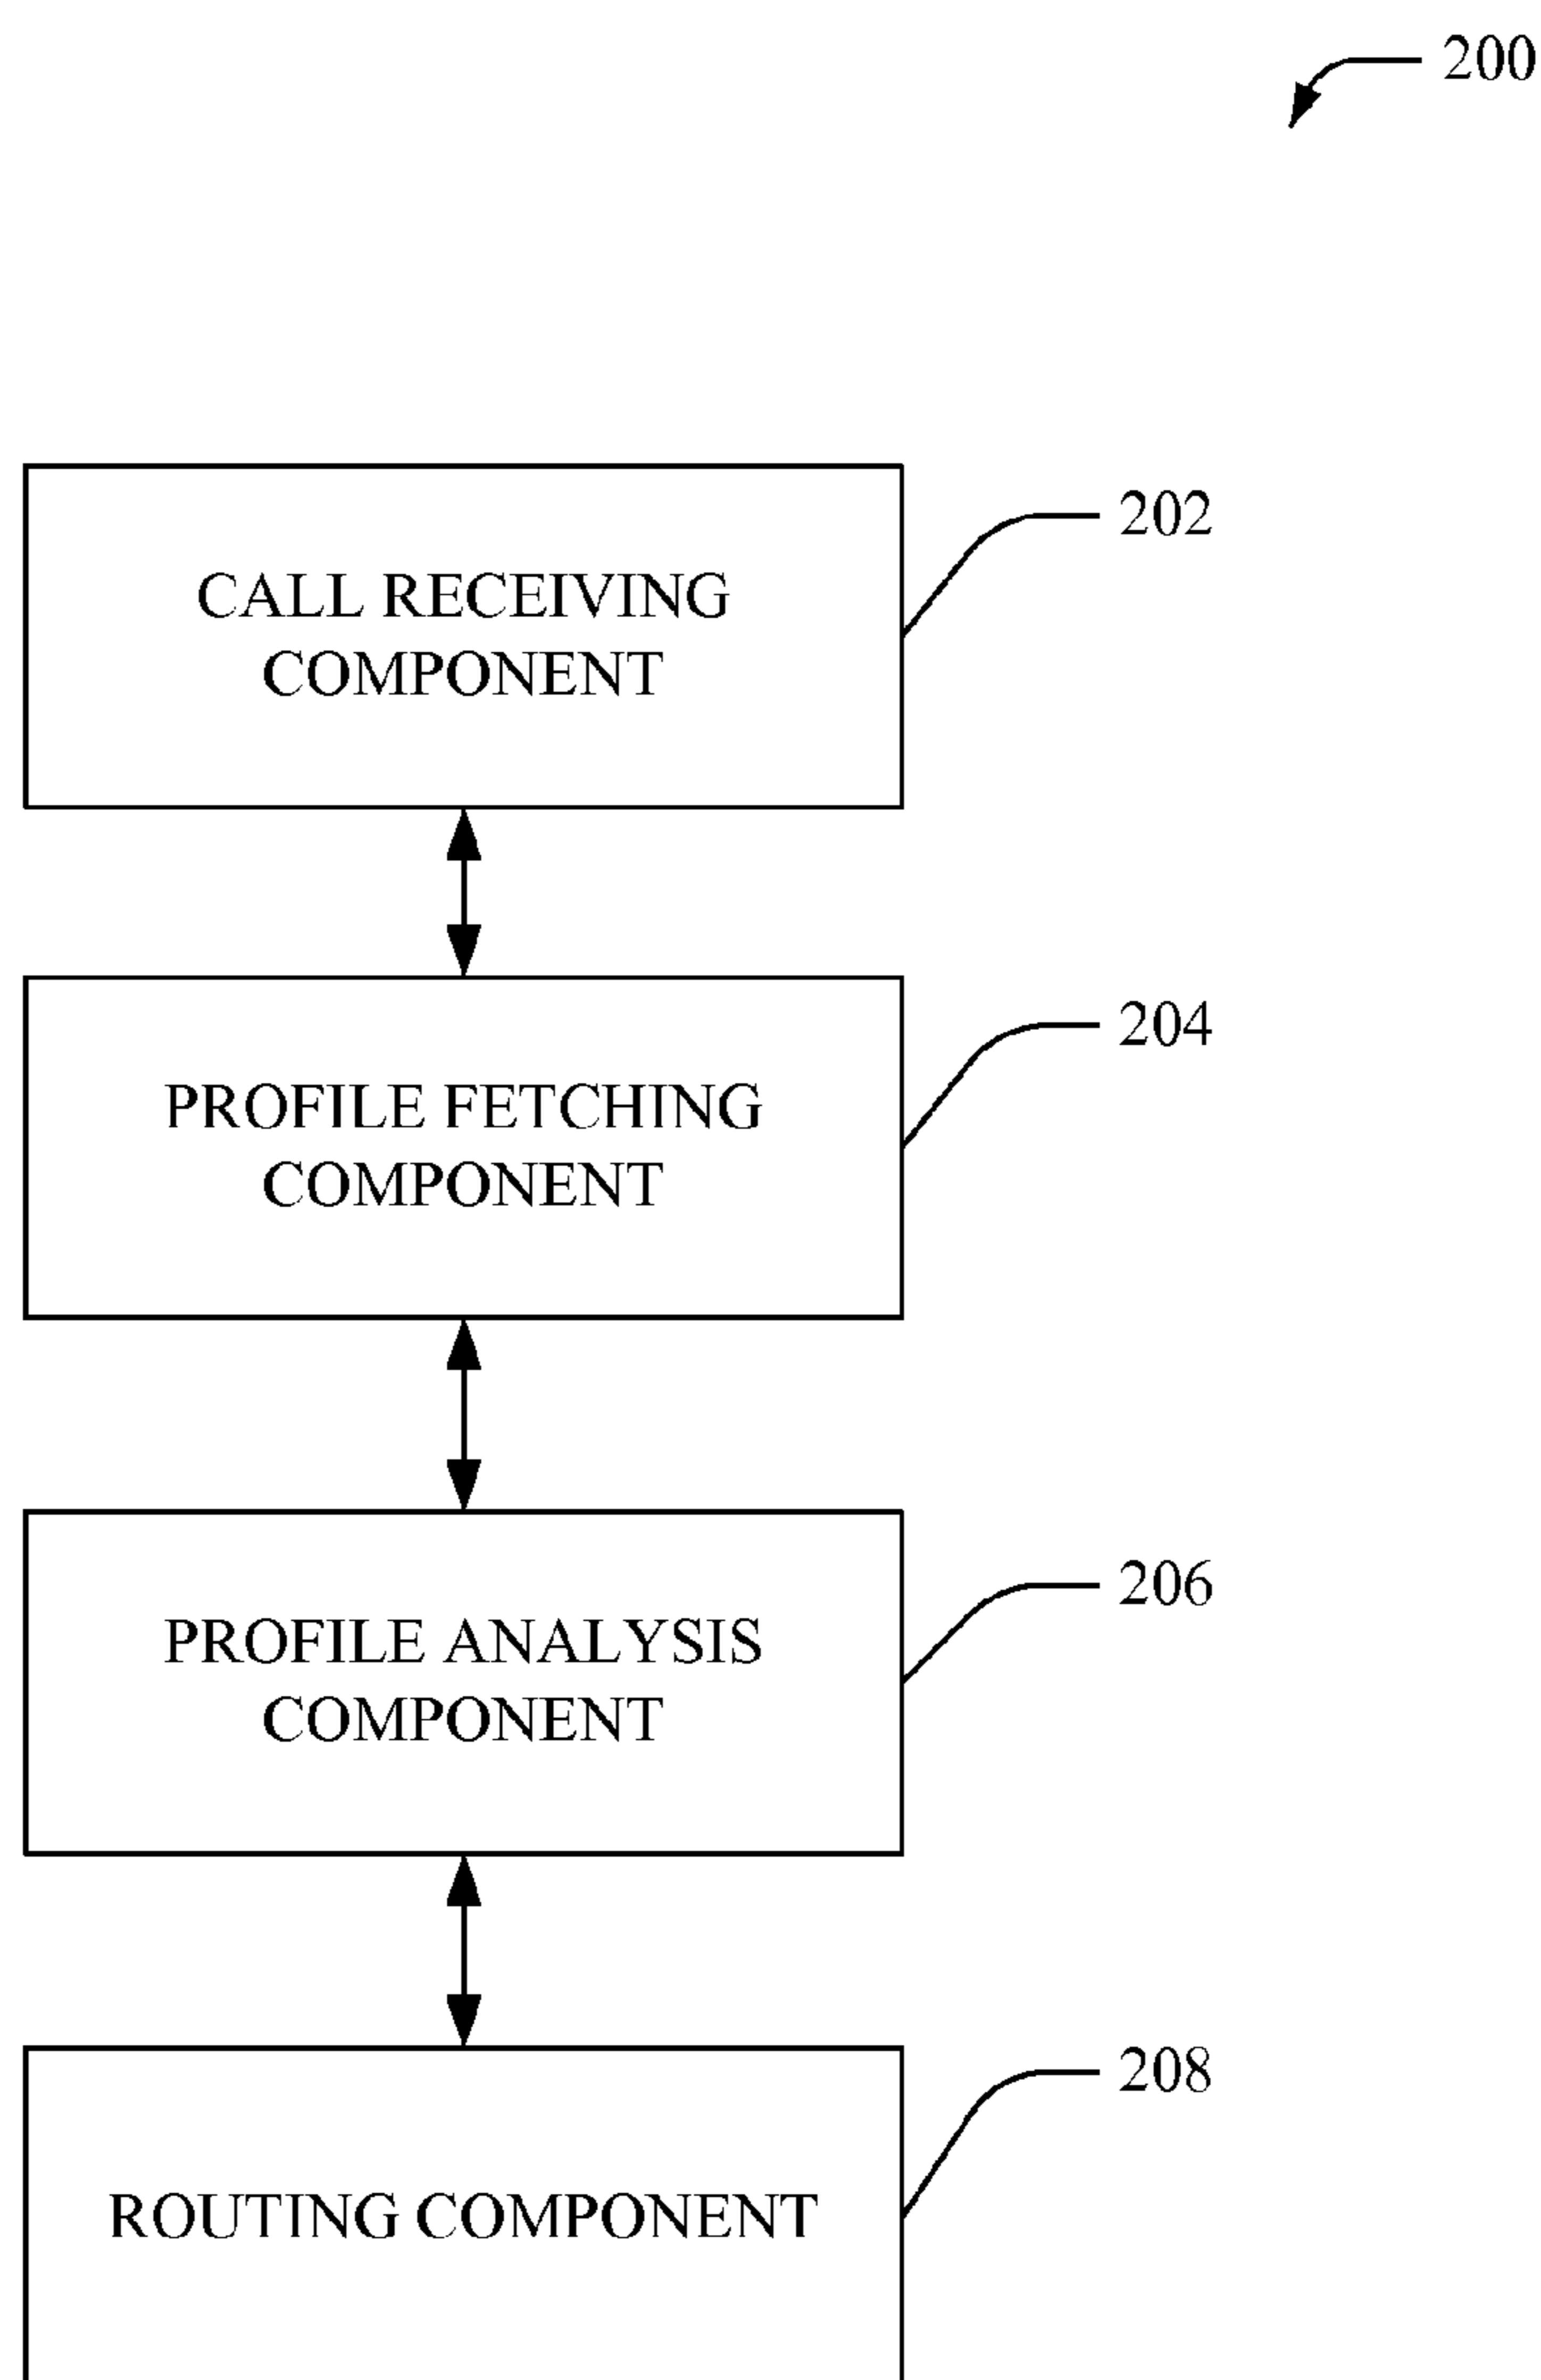 200
CALL RECEIVING
COMPONENT
202
PROFILE FETCHING
COMPONENT
204
PROFILE ANALYSIS
COMPONENT
206
ROUTING COMPONENT
208